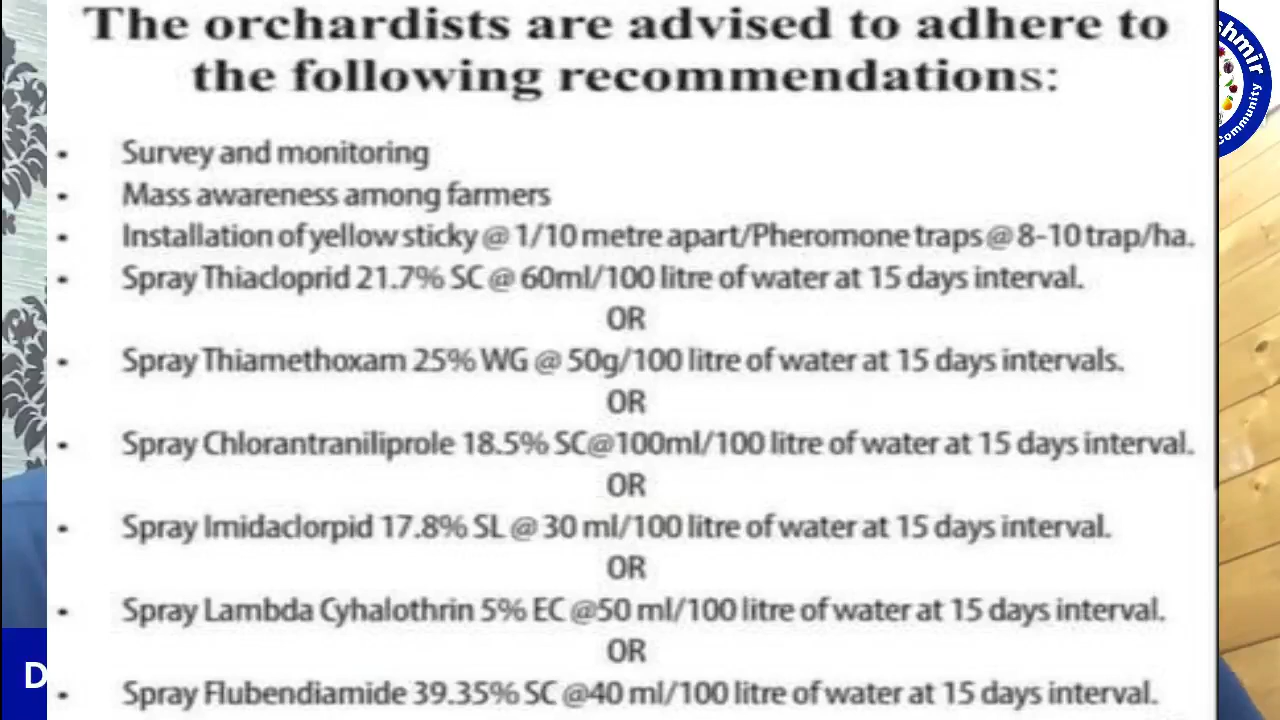 The orchardists are advised to adhere to
the following recommendations:
• Survey and monitoring
• Mass awareness among farmers
• Installation of yellow sticky @ 1/10 metre apart/Pheromone traps @ 8-10 trap/ha.
• Spray Thiacloprid 21.7% SC @ 60ml/100 litre of water at 15 days interval.
OR
• Spray Thiamethoxam 25% WG @ 50g/100 litre of water at 15 days intervals.
OR
• Spray Chlorantraniliprole 18.5% SC@100ml/100 litre of water at 15 days interval.
OR
• Spray Imidaclorpid 17.8% SL @ 30 ml/100 litre of water at 15 days interval.
OR
• Spray Lambda Cyhalothrin 5% EC @50 ml/100 litre of water at 15 days interval.
OR
• Spray Flubendiamide 39.35% SC @40 ml/100 litre of water at 15 days interval.
shmir
community
D